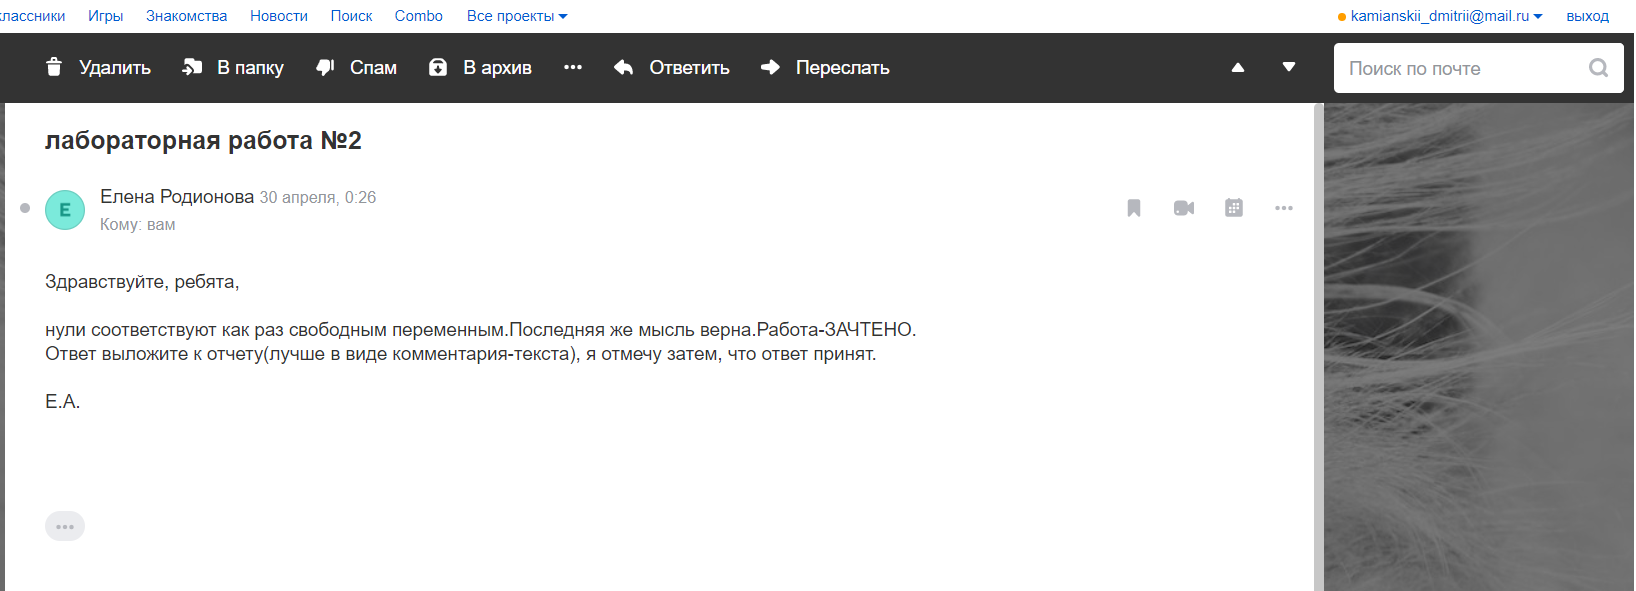 классники Игры Знакомства Новости Поиск Combo Все проекты kamianskii_dmitrii@mail.ru выход
Удалить В папку Спам В архив Ответить Переслать Поиск по почте
лабораторная работа №2
Е Елена Родионова 30 апреля, 0:26
Кому: вам
Здравствуйте, ребята,
нули соответствуют как раз свободным переменным.Последняя же мысль верна.Работа-ЗАЧТЕНО.
Ответ выложите к отчету(лучше в виде комментария-текста), я отмечу затем, что ответ принят.
Е.А.